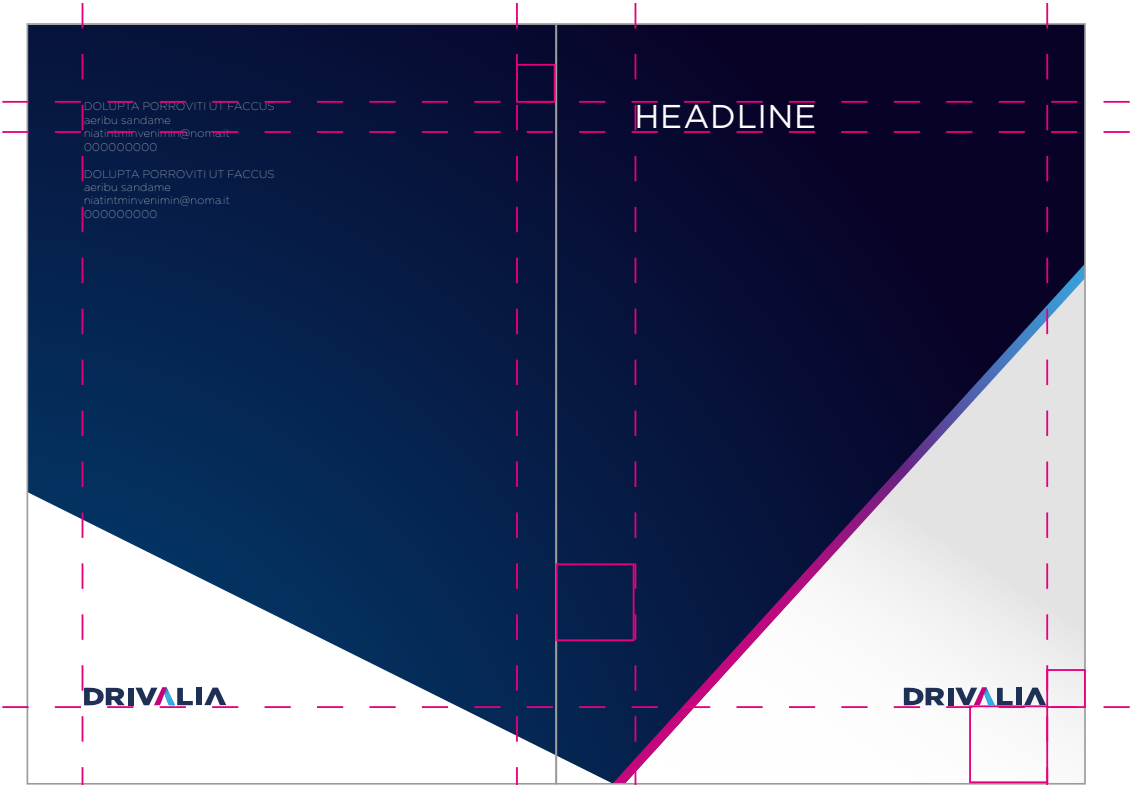 DOLUPTA PORROVITI UT FACCUS
aeribu sandame
niatintminvenimin@noma.it
000000000
DOLUPTA PORROVITI UT FACCUS
aeribu sandame
niatintminvenimin@noma.it
000000000
HEADLINE
DRIVALIA
DRIVALIA